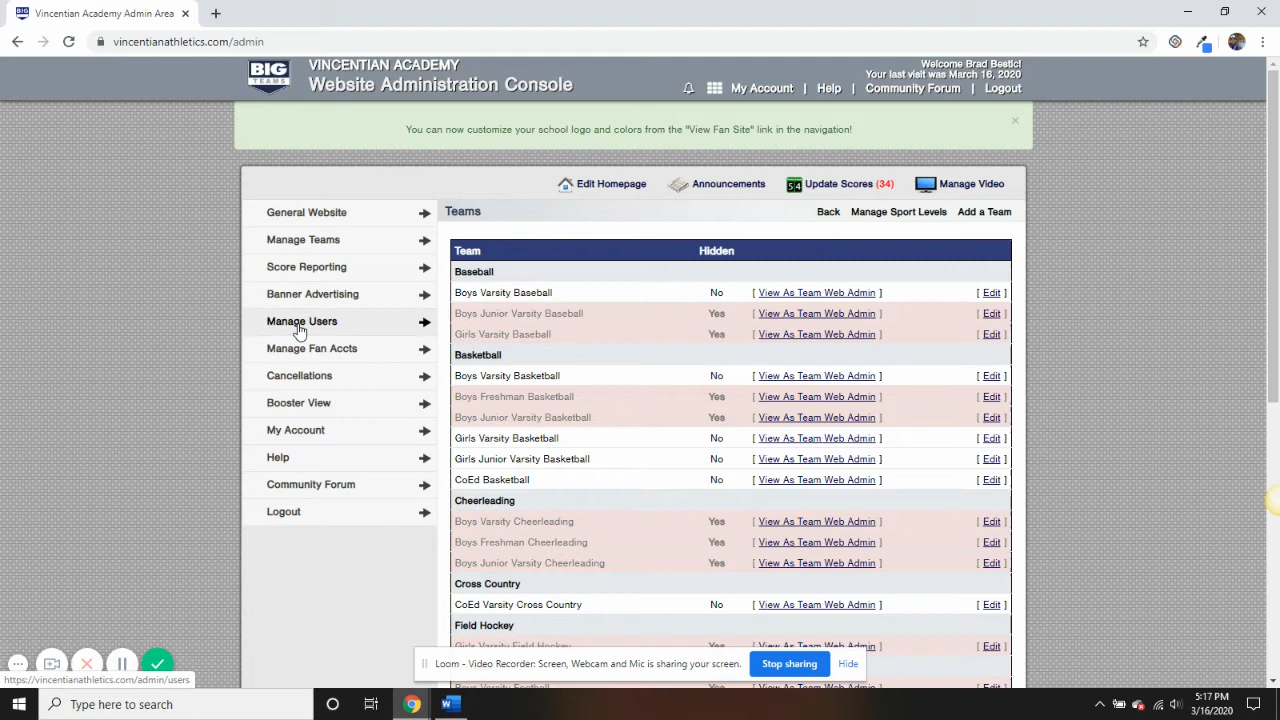 Vincentian Academy Admin Area
vincentianathletics.com/admin
BIG
TEAMS
VINCENTIAN ACADEMY
Website Administration Console
Welcome Brad Bestic!
Your last visit was March 16, 2020
My Account | Help | Community Forum | Logout
You can now customize your school logo and colors from the "View Fan Site" link in the navigation!
×
Edit Homepage Announcements Update Scores (34) Manage Video
General Website
Manage Teams
Score Reporting
Banner Advertising
Manage Users
Manage Fan Accts
Cancellations
Booster View
My Account
Help
Community Forum
Logout
Teams Back Manage Sport Levels Add a Team
Team Hidden
Baseball
Boys Varsity Baseball No [ View As Team Web Admin ] [ Edit ]
Boys Junior Varsity Baseball Yes [ View As Team Web Admin ] [ Edit ]
Girls Varsity Baseball Yes [ View As Team Web Admin ] [ Edit ]
Basketball
Boys Varsity Basketball No [ View As Team Web Admin ] [ Edit ]
Boys Freshman Basketball Yes [ View As Team Web Admin ] [ Edit ]
Boys Junior Varsity Basketball Yes [ View As Team Web Admin ] [ Edit ]
Girls Varsity Basketball No [ View As Team Web Admin ] [ Edit ]
Girls Junior Varsity Basketball No [ View As Team Web Admin ] [ Edit ]
CoEd Basketball No [ View As Team Web Admin ] [ Edit ]
Cheerleading
Boys Varsity Cheerleading Yes [ View As Team Web Admin ] [ Edit ]
Boys Freshman Cheerleading Yes [ View As Team Web Admin ] [ Edit ]
Boys Junior Varsity Cheerleading Yes [ View As Team Web Admin ] [ Edit ]
Cross Country
CoEd Varsity Cross Country No [ View As Team Web Admin ] [ Edit ]
Field Hockey
Girls Varsity Field Hockey Yes [ View As Team Web Admin ] [ Edit ]
Loom - Video Recorder: Screen, Webcam and Mic is sharing your screen. Stop sharing Hide
https://vincentianathletics.com/admin/users
Type here to search
5:17 PM
3/16/2020